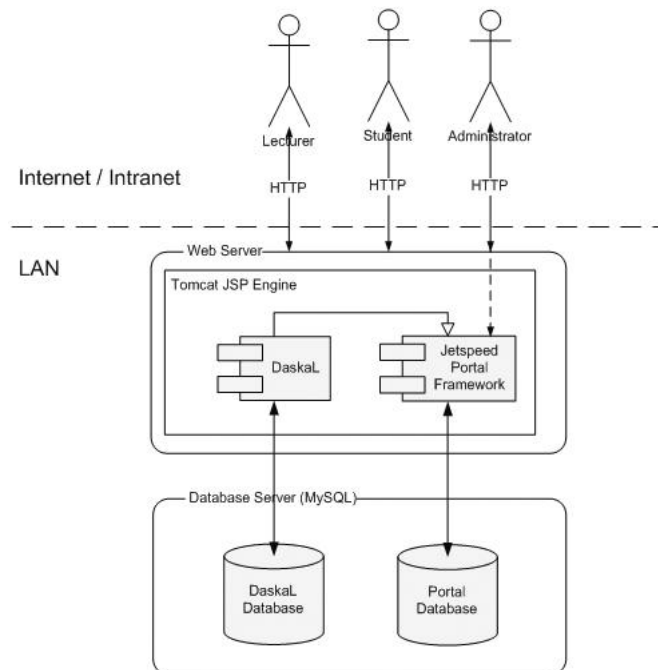 Lecturer
Student
Administrator
Internet / Intranet
HTTP
HTTP
HTTP
LAN
Web Server
Tomcat JSP Engine
DaskaL
Jetspeed
Portal
Framework
Database Server (MySQL)
DaskaL
Database
Portal
Database